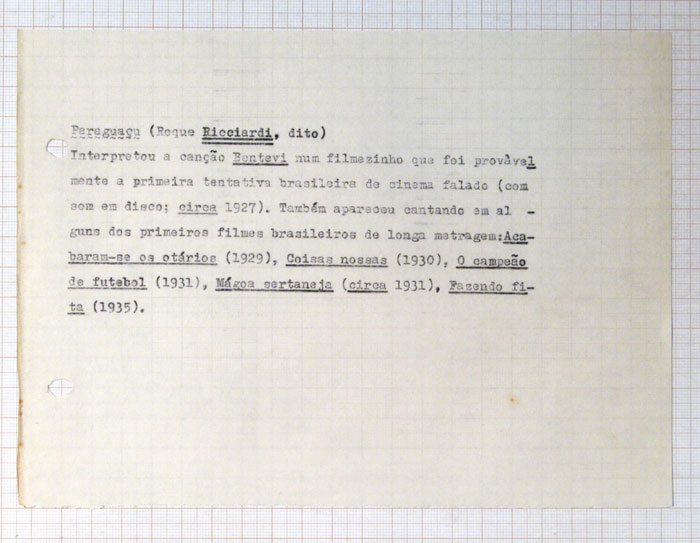 Paraguaçu (Roque Ricciardi, dito)
Interpretou a canção Bentevi num filmezinho que foi provàvel
mente a primeira tentativa brasileira de cinema falado (com
som em disco; circa 1927). Também apareceu cantando em al -
guns dos primeiros filmes brasileiros de longa metragem:Aca-
baram-se os otários (1929), Coisas nossas (1930), O campeão
de futebol (1931), Mágoa sertaneja (circa 1931), Fazendo fi-
ta (1935).